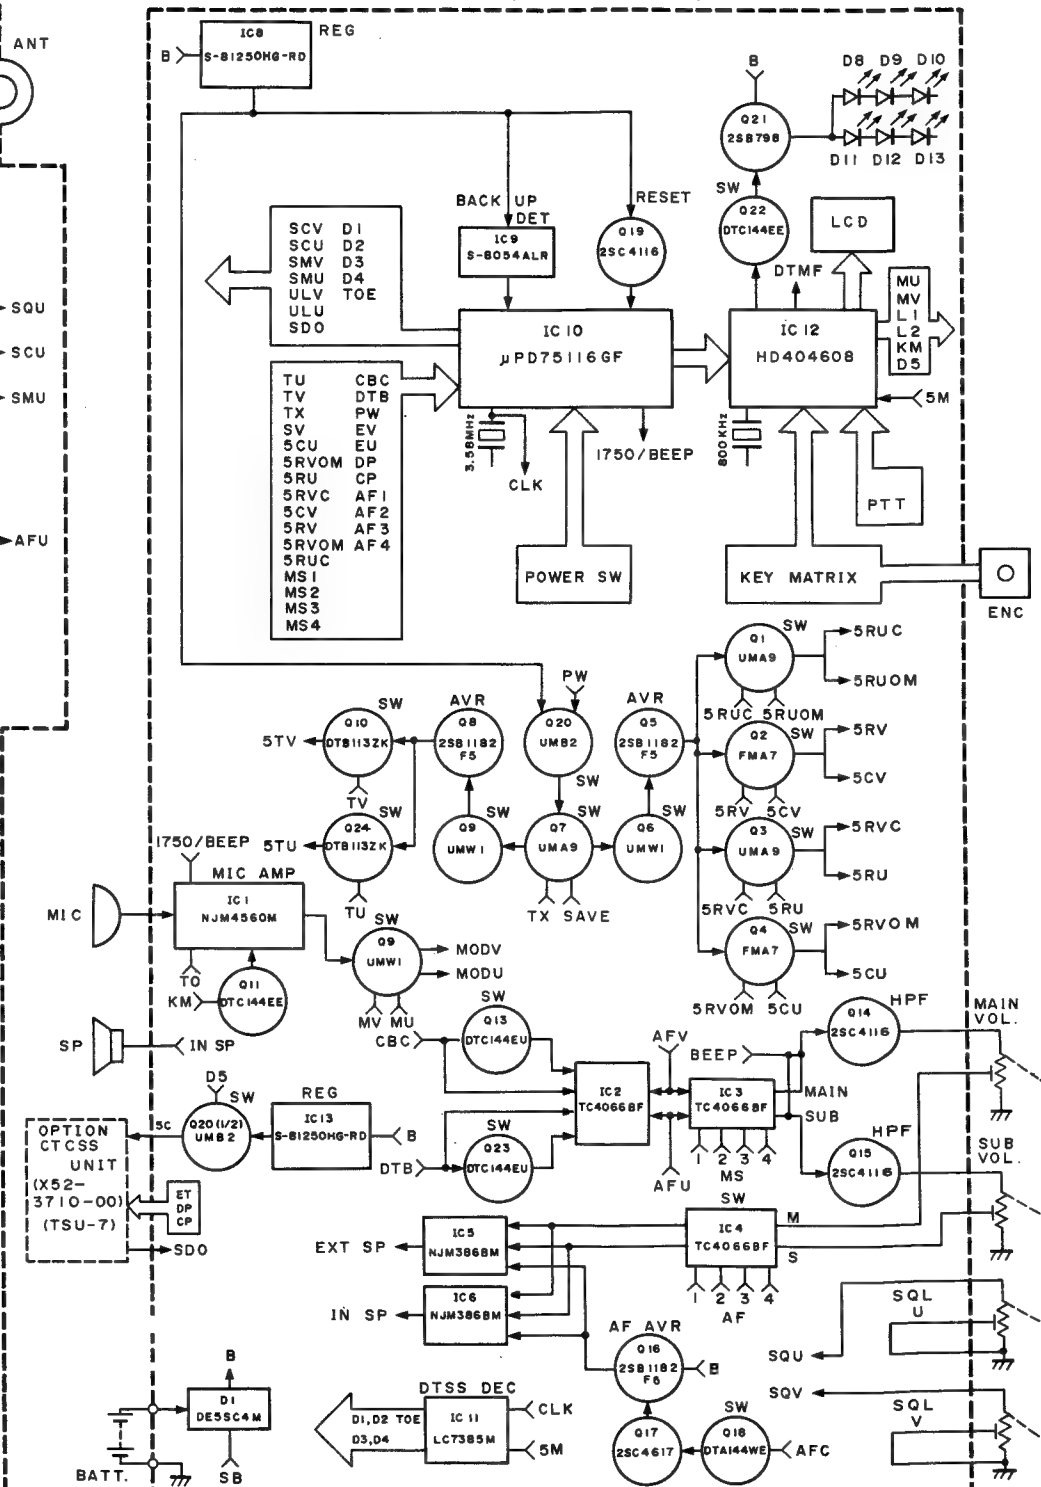 ANT
SQU
SCU
SMU
AFU
IC8
S-81250HG-RD
REG
B
B
Q21
2SB798
D8 D9 D10
D11 D12 D13
SW
Q22
DTC144EE
LCD
DTMF
BACK UP
DET
RESET
IC9
S-8054ALR
Q19
2SC4116
SCV D1
SCU D2
SMV D3
SMU D4
ULV TOE
ULU
SDO
IC10
μPD75116GF
IC12
HD404608
MU
MV
L1
L2
KM
D5
5M
TU CBC
TV DTB
TX PW
SV EV
5CU EU
5RVOM DP
5RU CP
5RVC AF1
5CV AF2
5RV AF3
5RVOM AF4
5RUC
MS1
MS2
MS3
MS4
3.58MHz
CLK
1750/BEEP
800KHz
PTT
POWER SW
KEY MATRIX
ENC
SW
Q1
UMA9
5RUC
5RUOM
5RUC 5RUOM
PW
SW
Q10
DTB113ZK
5TV
TV
AVR
Q8
2SB1182
F5
Q20
UMB2
SW
AVR
Q5
2SB1182
F5
Q2
FMA7
SW
5RV
5CV
5RV 5CV
SW
Q24
DTB113ZK
5TU
TU
SW
Q9
UMW1
SW
Q7
UMA9
TX SAVE
SW
Q6
UMW1
Q3
UMA9
SW
5RVC
5RU
5RVC 5RU
1750/BEEP
MIC AMP
MIC
IC1
NJM4560M
TO
KM
Q11
DTC144EE
SW
Q9
UMW1
MODV
MODU
MV MU
Q4
FMA7
SW
5RVOM
5CU
5RVOM 5CU
SP
IN SP
CBC
SW
Q13
DTC144EU
AFV
BEEP
Q14
2SC4116
HPF
MAIN
VOL.
IC2
TC4066BF
IC3
TC4066BF
MAIN
SUB
1 2 3 4
MS
AFU
D5
SW
Q20(1/2)
UMB2
5C
REG
IC13
S-81250HG-RD
B
DTB
SW
Q23
DTC144EU
HPF
Q15
2SC4116
SUB
VOL.
OPTION
CTCSS
UNIT
(X52-
3710-00)
(TSU-7)
ET
DP
CP
SDO
SW
IC4
TC4066BF
M
S
1 2 3 4
AF
EXT SP
IC5
NJM386BM
IN SP
IC6
NJM386BM
AF AVR
Q16
2SB1182
F6
B
SQU
SQL
U
SQV
SQL
V
B
D1
DE5SC4M
SB
BATT.
DTSS DEC
D1,D2 TOE
D3,D4
IC11
LC7385M
CLK
5M
Q17
2SC4617
SW
Q18
DTA144WE
AFC